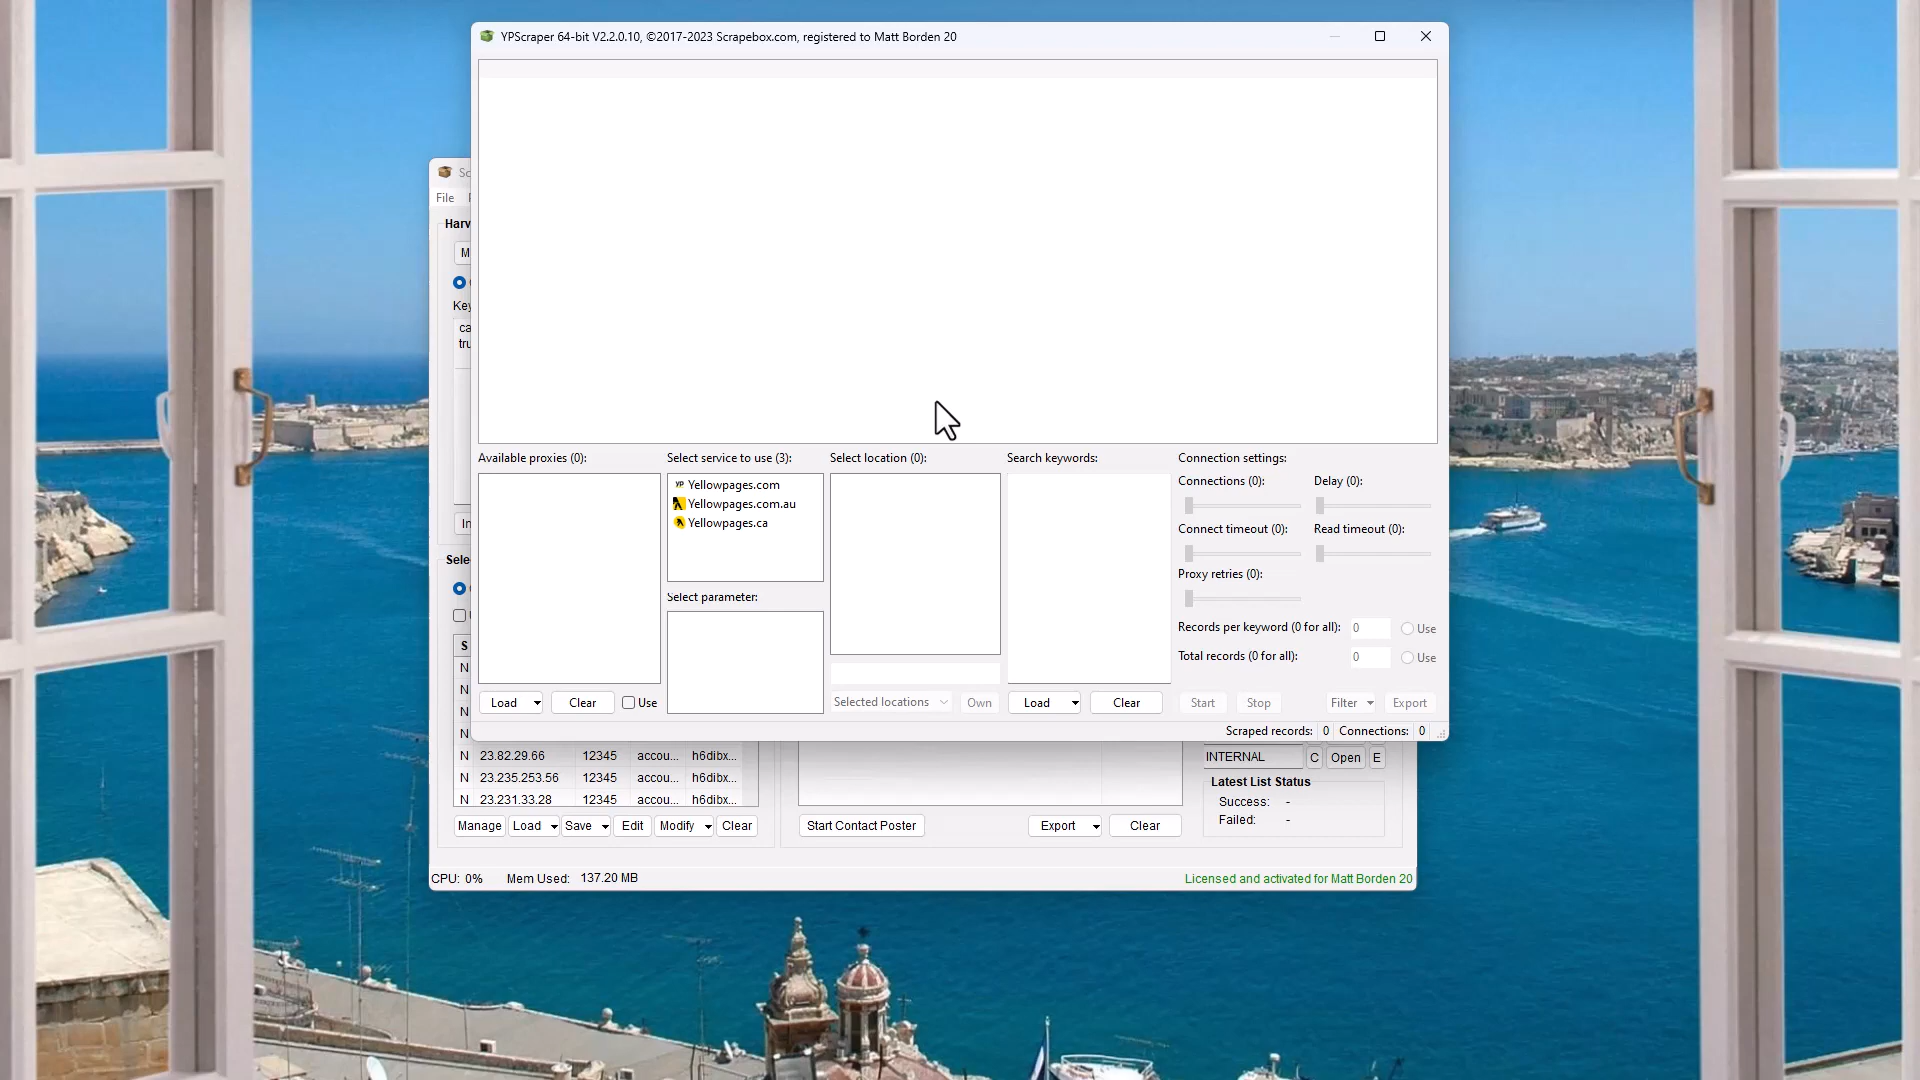 YPScraper 64-bit V2.2.0.10, ©2017-2023 Scrapebox.com, registered to Matt Borden 20
File
Available proxies (0):
Select service to use (3):
Select location (0):
Search keywords:
Connection settings:
Yellowpages.com
Yellowpages.com.au
Yellowpages.ca
Connections (0):
Delay (0):
Connect timeout (0):
Read timeout (0):
Proxy retries (0):
Select parameter:
Records per keyword (0 for all): 0 Use
Total records (0 for all): 0 Use
Load Clear Use
Selected locations Own
Load Clear
Start Stop Filter Export
Scraped records: 0 Connections: 0
N 23.82.29.66 12345 accou... h6dibx...
N 23.235.253.56 12345 accou... h6dibx...
N 23.231.33.28 12345 accou... h6dibx...
Manage Load Save Edit Modify Clear
Start Contact Poster Export Clear
INTERNAL C Open E
Latest List Status
Success: -
Failed: -
CPU: 0% Mem Used: 137.20 MB
Licensed and activated for Matt Borden 20